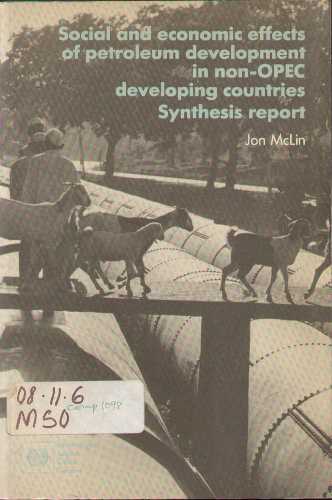 Social and economic effects
of petroleum development
in non-OPEC
developing countries
Synthesis report
Jon McLin
08.11.6
M50